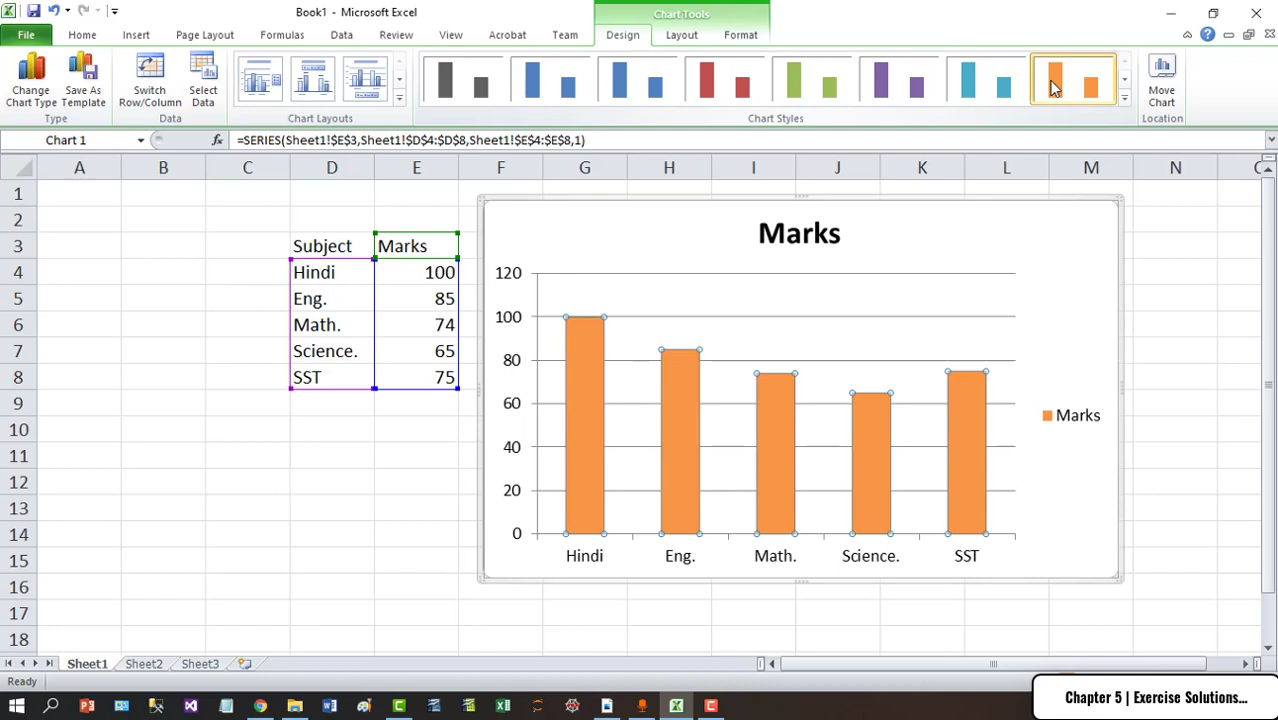 Book1 - Microsoft Excel
Chart Tools
File Home Insert Page Layout Formulas Data Review View Acrobat Team Design Layout Format
Change
Chart Type
Save As
Template
Switch
Row/Column
Select
Data
Move
Chart
Type Data Chart Layouts Chart Styles Location
Chart 1 fx =SERIES(Sheet1!$E$3,Sheet1!$D$4:$D$8,Sheet1!$E$4:$E$8,1)
A B C D E F G H I J K L M N
1
2
3 Subject Marks
4 Hindi 100
5 Eng. 85
6 Math. 74
7 Science. 65
8 SST 75
9
10
11
12
13
14
15
16
17
18
Marks
120
100
80
60
40
20
0
Hindi Eng. Math. Science. SST
Marks
Sheet1 Sheet2 Sheet3
Ready
Chapter 5 | Exercise Solutions...